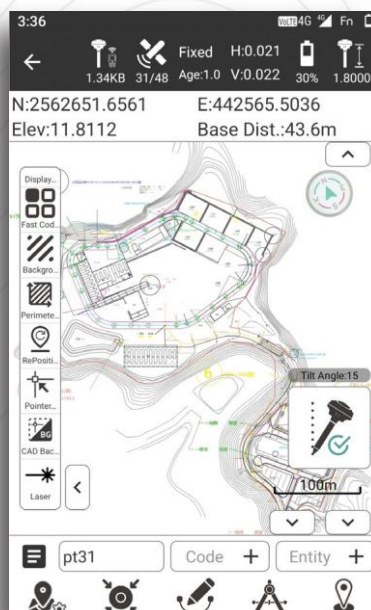 3:36
VoLTE 4G 4G Fn
Fixed H:0.021
1.34KB 31/48 Age:1.0 V:0.022 30% 1.8000
N:2562651.6561 E:442565.5036
Elev:11.8112 Base Dist.:43.6m
Display...
Fast Cod...
Backgro...
Perimete...
RePositi...
Pointer...
BG
CAD Bac...
Laser
Tilt Angle:15
100m
pt31 Code + Entity +